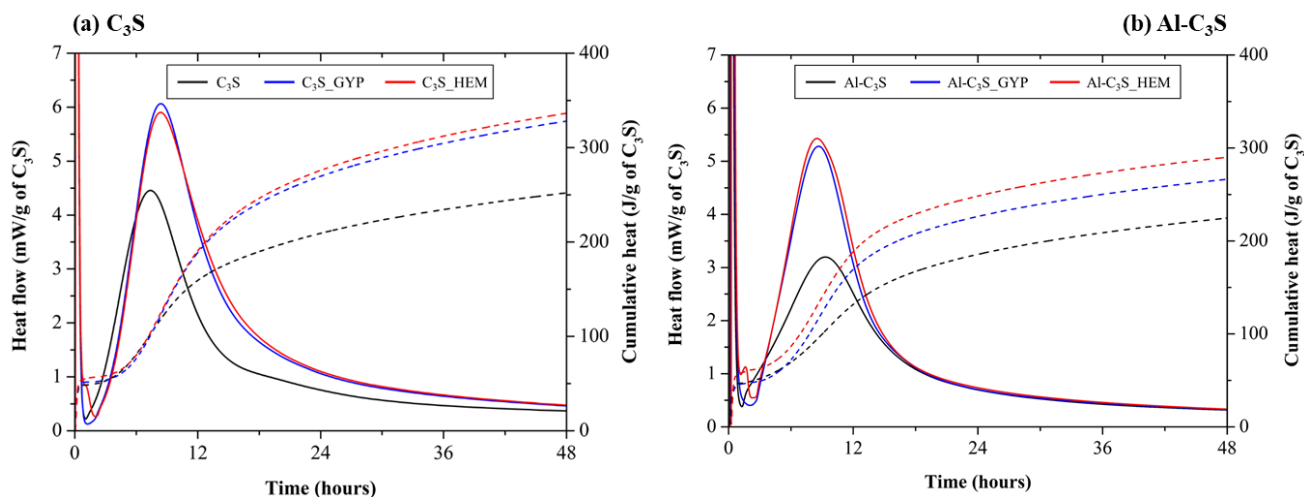 (a) C₃S
Heat flow (mW/g of C₃S)
7
6
5
4
3
2
1
0
C₃S
C₃S_GYP
C₃S_HEM
400
300
200
100
0
Cumulative heat (J/g of C₃S)
0
12
24
36
48
Time (hours)
(b) Al-C₃S
Heat flow (mW/g of C₃S)
7
6
5
4
3
2
1
0
Al-C₃S
Al-C₃S_GYP
Al-C₃S_HEM
400
300
200
100
0
Cumulative heat (J/g of C₃S)
0
12
24
36
48
Time (hours)